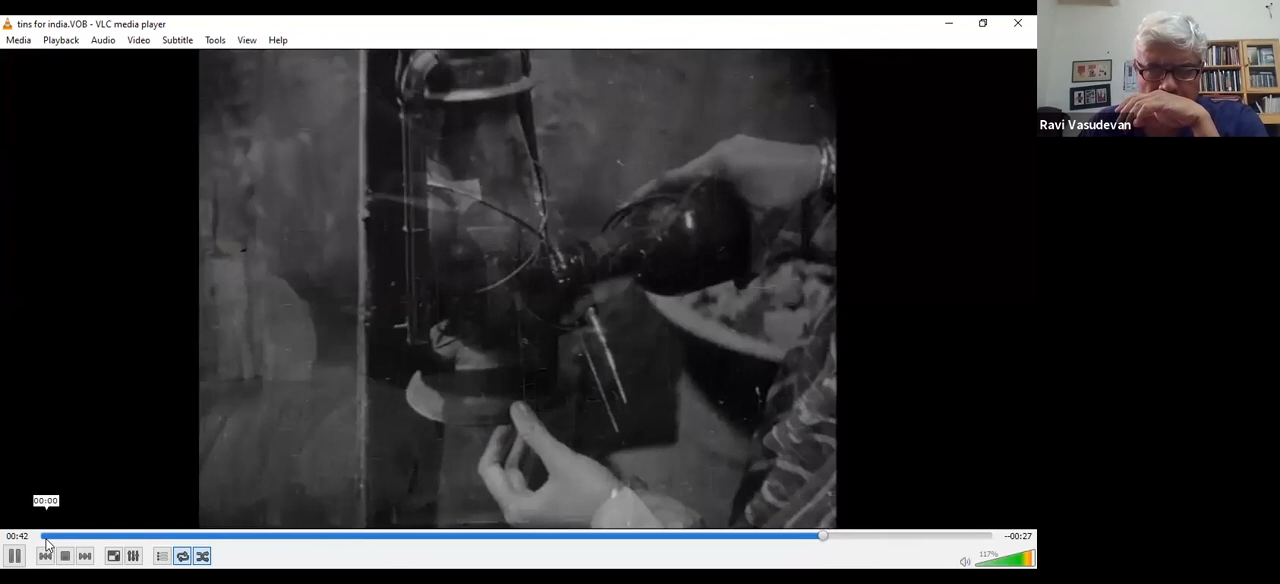 tins for india.VOB - VLC media player
Media Playback Audio Video Subtitle Tools View Help
Ravi Vasudevan
00:00
00:42
--00:27
117%